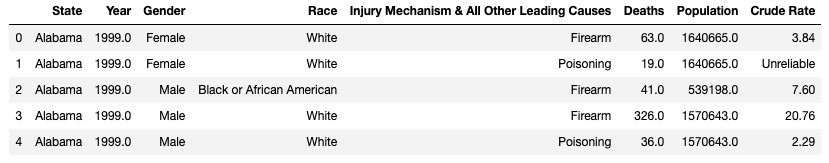 State Year Gender Race Injury Mechanism & All Other Leading Causes Deaths Population Crude Rate
0 Alabama 1999.0 Female White Firearm 63.0 1640665.0 3.84
1 Alabama 1999.0 Female White Poisoning 19.0 1640665.0 Unreliable
2 Alabama 1999.0 Male Black or African American Firearm 41.0 539198.0 7.60
3 Alabama 1999.0 Male White Firearm 326.0 1570643.0 20.76
4 Alabama 1999.0 Male White Poisoning 36.0 1570643.0 2.29